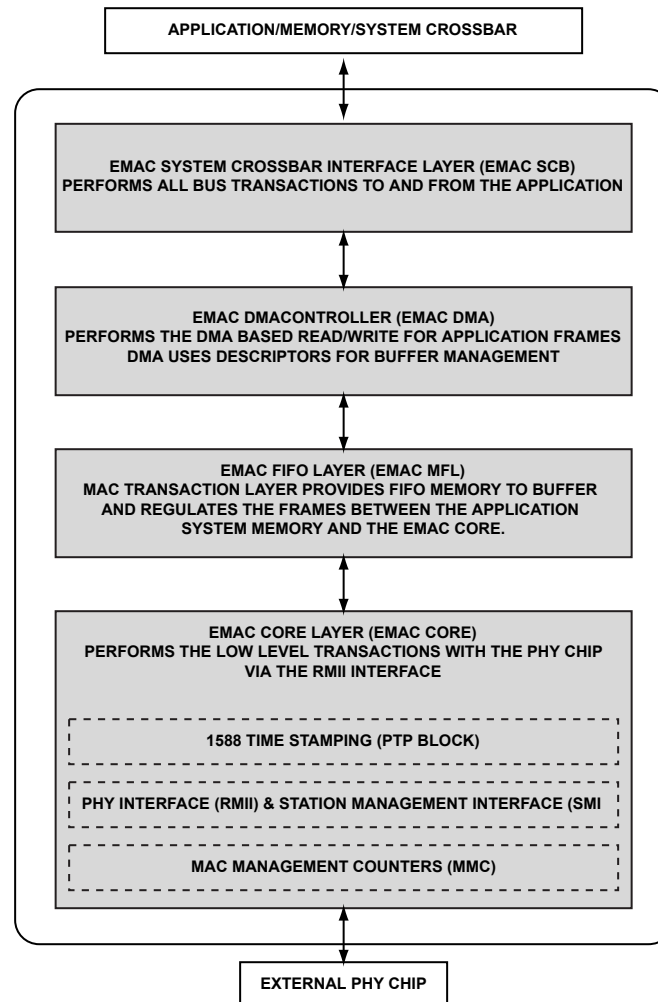 APPLICATION/MEMORY/SYSTEM CROSSBAR
EMAC SYSTEM CROSSBAR INTERFACE LAYER (EMAC SCB)
PERFORMS ALL BUS TRANSACTIONS TO AND FROM THE APPLICATION
EMAC DMACONTROLLER (EMAC DMA)
PERFORMS THE DMA BASED READ/WRITE FOR APPLICATION FRAMES
DMA USES DESCRIPTORS FOR BUFFER MANAGEMENT
EMAC FIFO LAYER (EMAC MFL)
MAC TRANSACTION LAYER PROVIDES FIFO MEMORY TO BUFFER
AND REGULATES THE FRAMES BETWEEN THE APPLICATION
SYSTEM MEMORY AND THE EMAC CORE.
EMAC CORE LAYER (EMAC CORE)
PERFORMS THE LOW LEVEL TRANSACTIONS WITH THE PHY CHIP
VIA THE RMII INTERFACE
1588 TIME STAMPING (PTP BLOCK)
PHY INTERFACE (RMII) & STATION MANAGEMENT INTERFACE (SMI
MAC MANAGEMENT COUNTERS (MMC)
EXTERNAL PHY CHIP